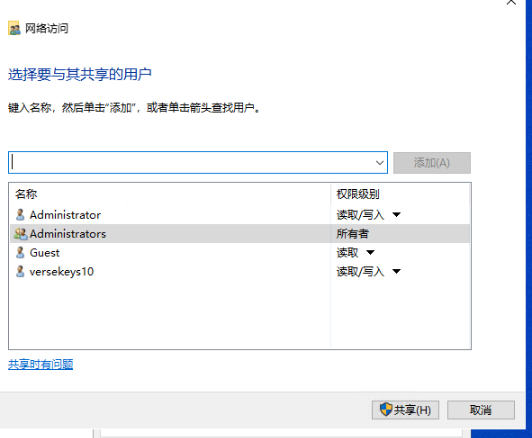 网络访问
选择要与其共享的用户
键入名称，然后单击"添加"，或者单击箭头查找用户。
添加(A)
名称 权限级别
Administrator 读取/写入
Administrators 所有者
Guest 读取
versekeys10 读取/写入
共享时有问题
共享(H) 取消